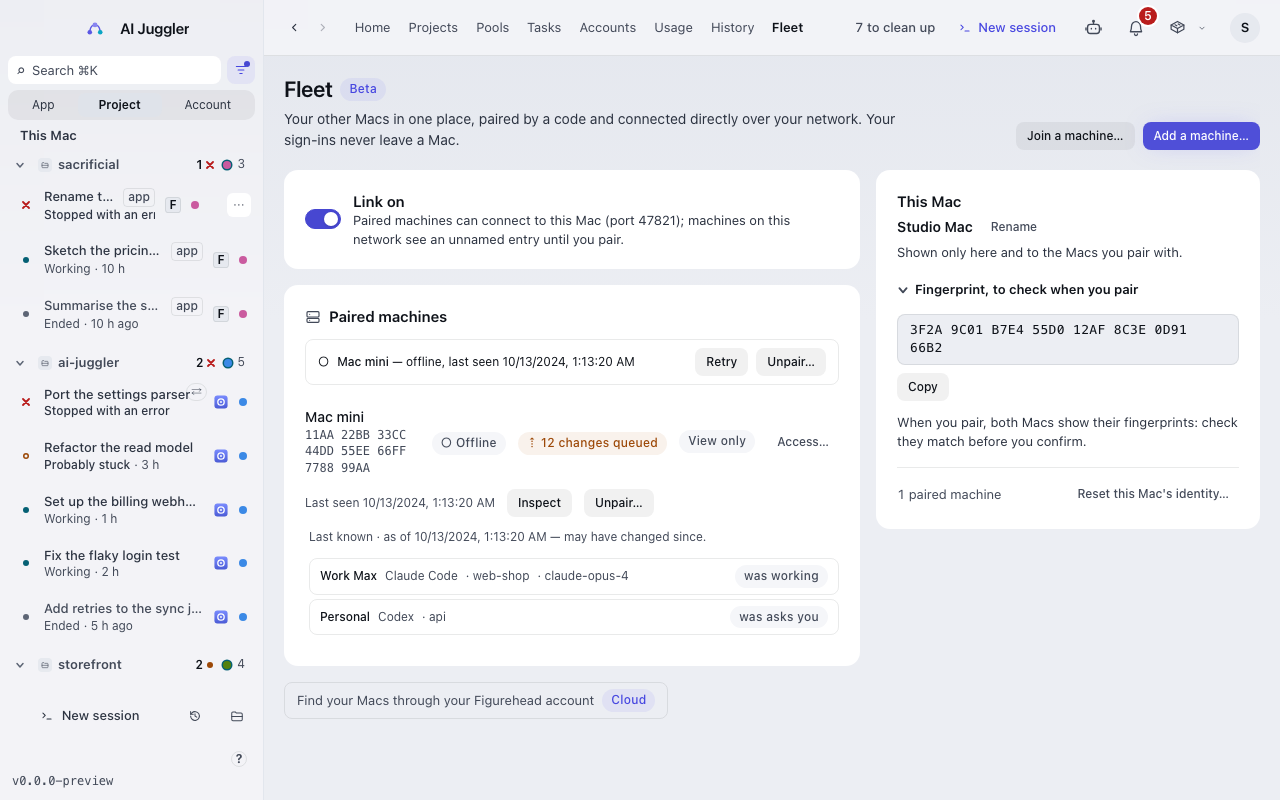 AI Juggler
Search ⌘K
App Project Account
This Mac
sacrificial 1 3
Rename t... app F
Stopped with an er
Sketch the pricin... app F
Working · 10 h
Summarise the s... app F
Ended · 10 h ago
ai-juggler 2 5
Port the settings parser
Stopped with an error
Refactor the read model
Probably stuck · 3 h
Set up the billing webh...
Working · 1 h
Fix the flaky login test
Working · 2 h
Add retries to the sync j...
Ended · 5 h ago
storefront 2 4
New session
?
v0.0.0-preview
Home Projects Pools Tasks Accounts Usage History Fleet 7 to clean up New session 5 S
Fleet Beta
Your other Macs in one place, paired by a code and connected directly over your network. Your
sign-ins never leave a Mac.
Join a machine... Add a machine...
Link on
Paired machines can connect to this Mac (port 47821); machines on this
network see an unnamed entry until you pair.
Paired machines
Mac mini — offline, last seen 10/13/2024, 1:13:20 AM Retry Unpair...
Mac mini
11AA 22BB 33CC
44DD 55EE 66FF
7788 99AA
Offline ↑ 12 changes queued View only Access...
Last seen 10/13/2024, 1:13:20 AM Inspect Unpair...
Last known · as of 10/13/2024, 1:13:20 AM — may have changed since.
Work Max Claude Code · web-shop · claude-opus-4 was working
Personal Codex · api was asks you
Find your Macs through your Figurehead account Cloud
This Mac
Studio Mac Rename
Shown only here and to the Macs you pair with.
Fingerprint, to check when you pair
3F2A 9C01 B7E4 55D0 12AF 8C3E 0D91
66B2
Copy
When you pair, both Macs show their fingerprints: check
they match before you confirm.
1 paired machine Reset this Mac's identity...